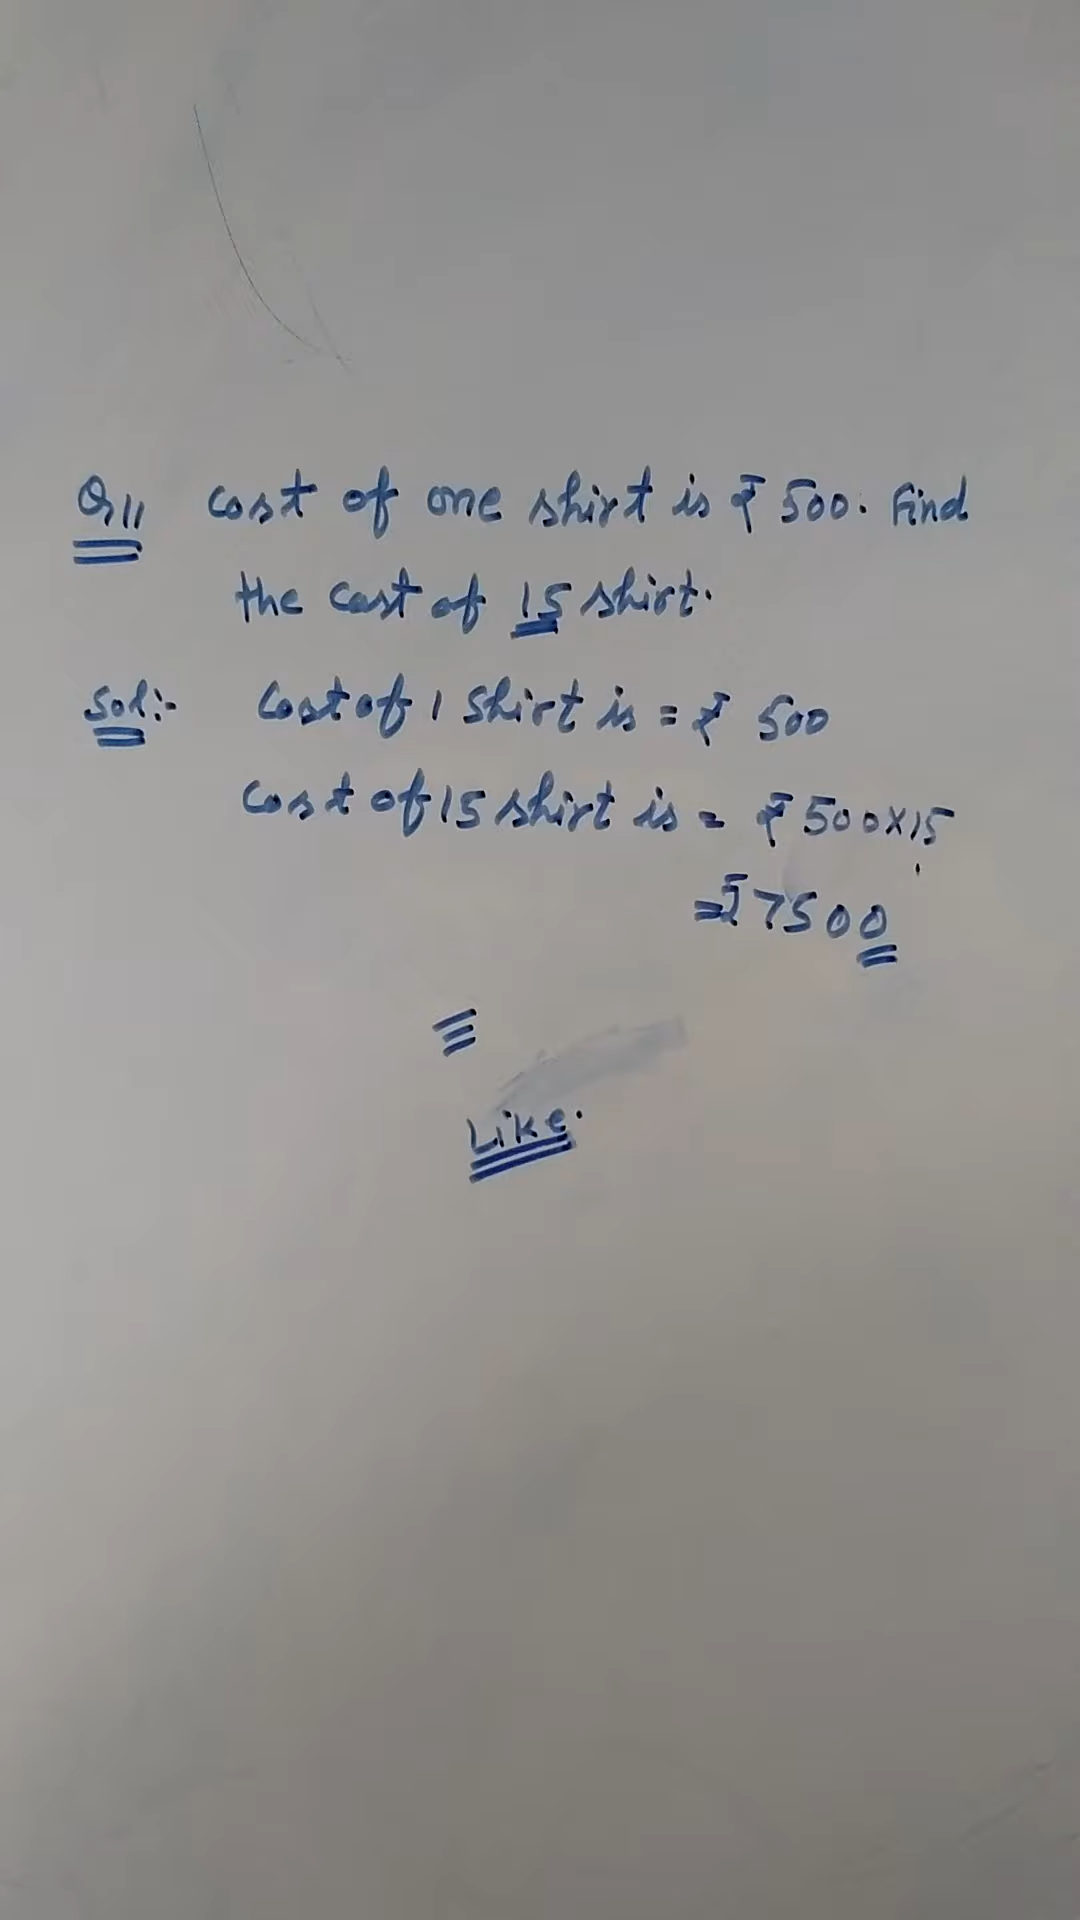 Q11 cost of one shirt is ₹ 500. Find
the cost of 15 shirt.
Sol:- Cost of 1 shirt is = ₹ 500
Cost of 15 shirt is = ₹ 500×15
=₹ 7500
Like.